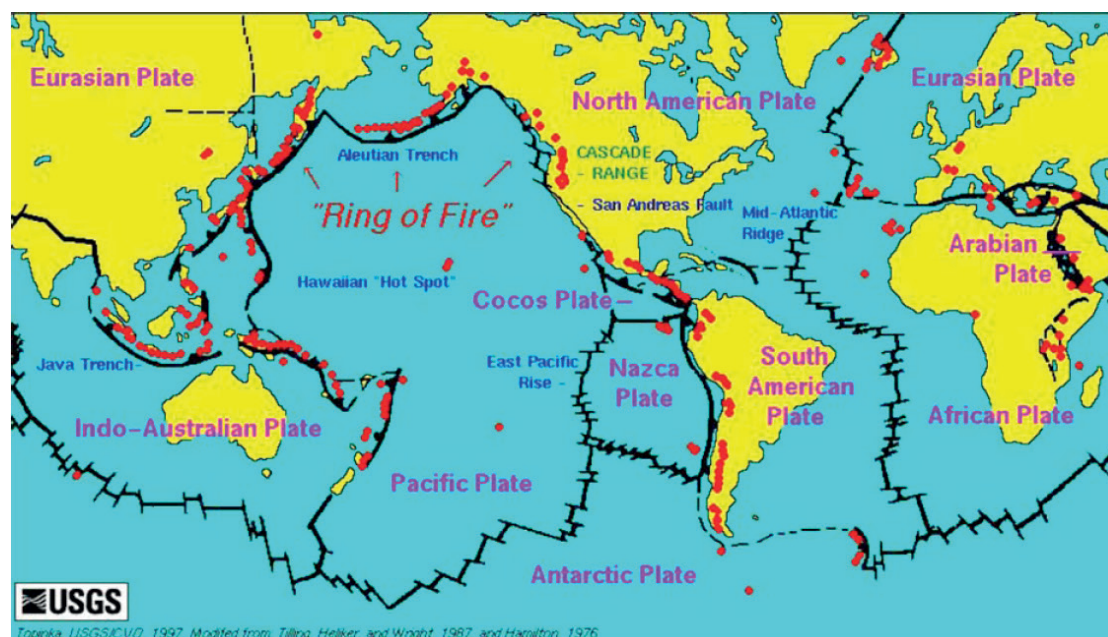 Eurasian Plate
Eurasian Plate
North American Plate
Aleutian Trench
CASCADE
- RANGE
"Ring of Fire"
- San Andreas Fault
Mid-Atlantic
Ridge
Arabian
Plate
Hawaiian "Hot Spot"
Cocos Plate
Java Trench-
East Pacific
Rise -
Nazca
Plate
South
American
Plate
Indo-Australian Plate
African Plate
Pacific Plate
Antarctic Plate
USGS
Topinka, USGS/CVO, 1997, Modified from: Tilling, Heliker, and Wright, 1987, and Hamilton, 1976